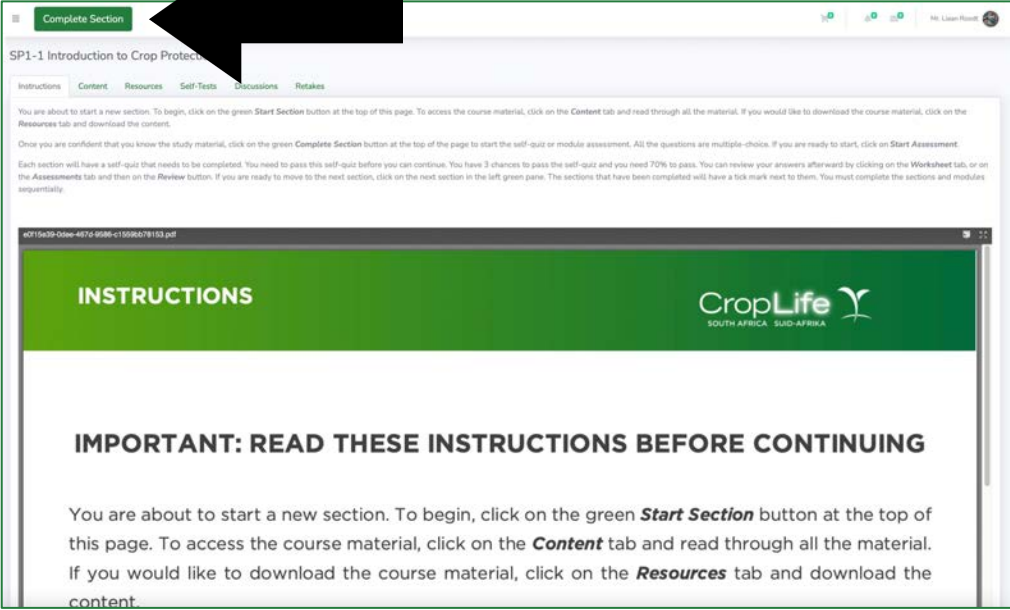 Complete Section
0 0 0 Mr. Liaan Roodt
SP1-1 Introduction to Crop Protec
Instructions Content Resources Self-Tests Discussions Retakes
You are about to start a new section. To begin, click on the green Start Section button at the top of this page. To access the course material, click on the Content tab and read through all the material. If you would like to download the course material, click on the
Resources tab and download the content.
Once you are confident that you know the study material, click on the green Complete Section button at the top of the page to start the self-quiz or module assessment. All the questions are multiple-choice. If you are ready to start, click on Start Assessment.
Each section will have a self-quiz that needs to be completed. You need to pass this self-quiz before you can continue. You have 3 chances to pass the self-quiz and you need 70% to pass. You can review your answers afterward by clicking on the Worksheet tab, or on
the Assessments tab and then on the Review button. If you are ready to move to the next section, click on the next section in the left green pane. The sections that have been completed will have a tick mark next to them. You must complete the sections and modules
sequentially.
e0f15e39-0dee-467d-9586-c1559bb78153.pdf
INSTRUCTIONS
CropLife
SOUTH AFRICA SUID-AFRIKA
IMPORTANT: READ THESE INSTRUCTIONS BEFORE CONTINUING
You are about to start a new section. To begin, click on the green Start Section button at the top of
this page. To access the course material, click on the Content tab and read through all the material.
If you would like to download the course material, click on the Resources tab and download the
content.